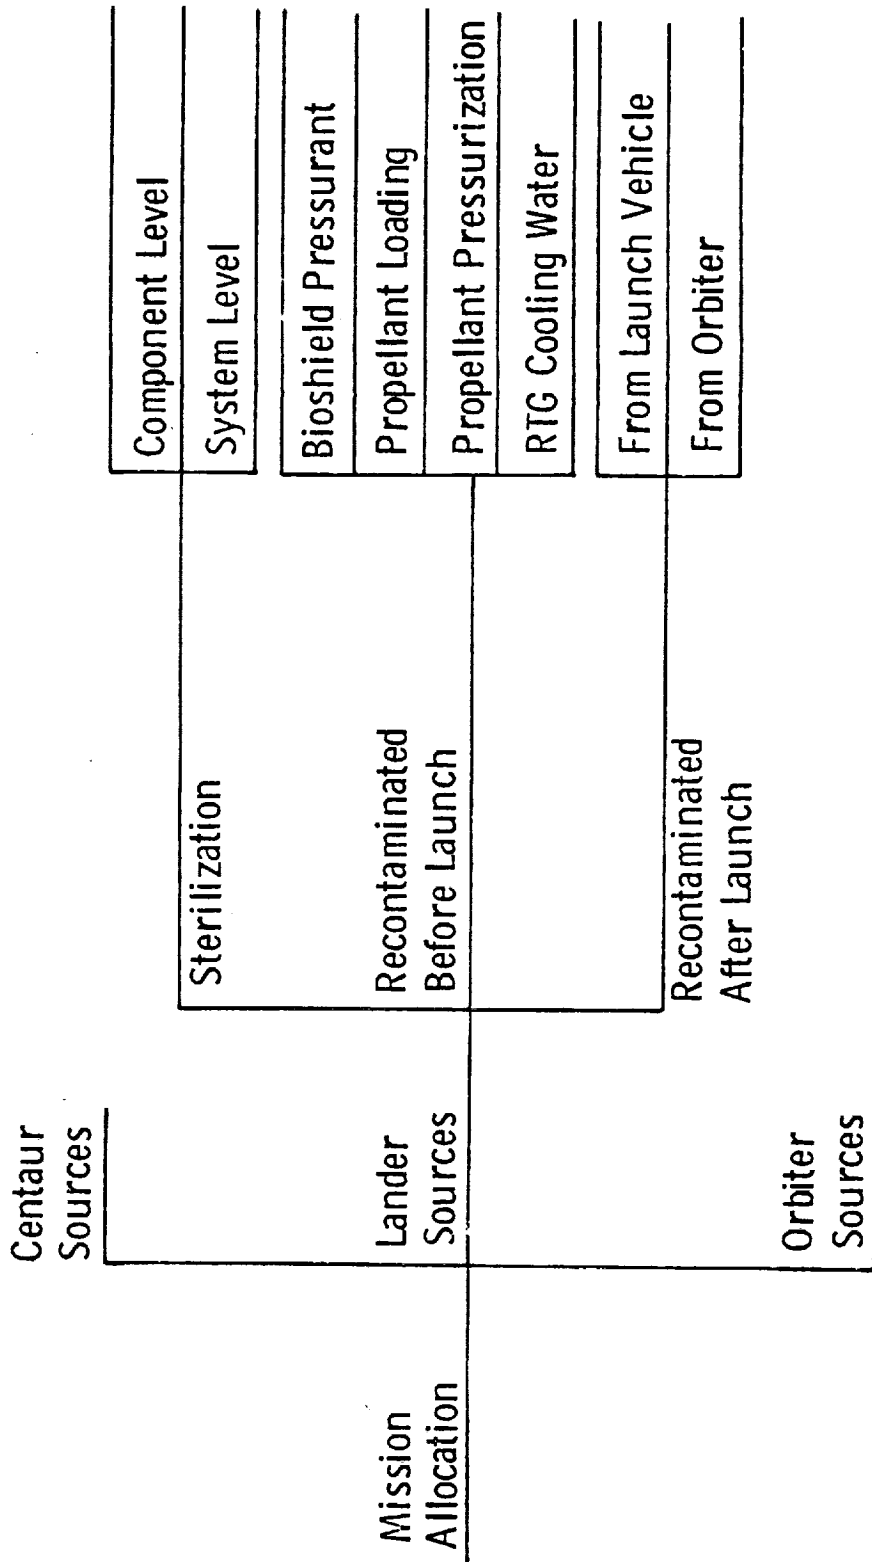 Mission
Allocation
Centaur
Sources
Lander
Sources
Orbiter
Sources
Sterilization
Recontaminated
Before Launch
Recontaminated
After Launch
Component Level
System Level
Bioshield Pressurant
Propellant Loading
Propellant Pressurization
RTG Cooling Water
From Launch Vehicle
From Orbiter